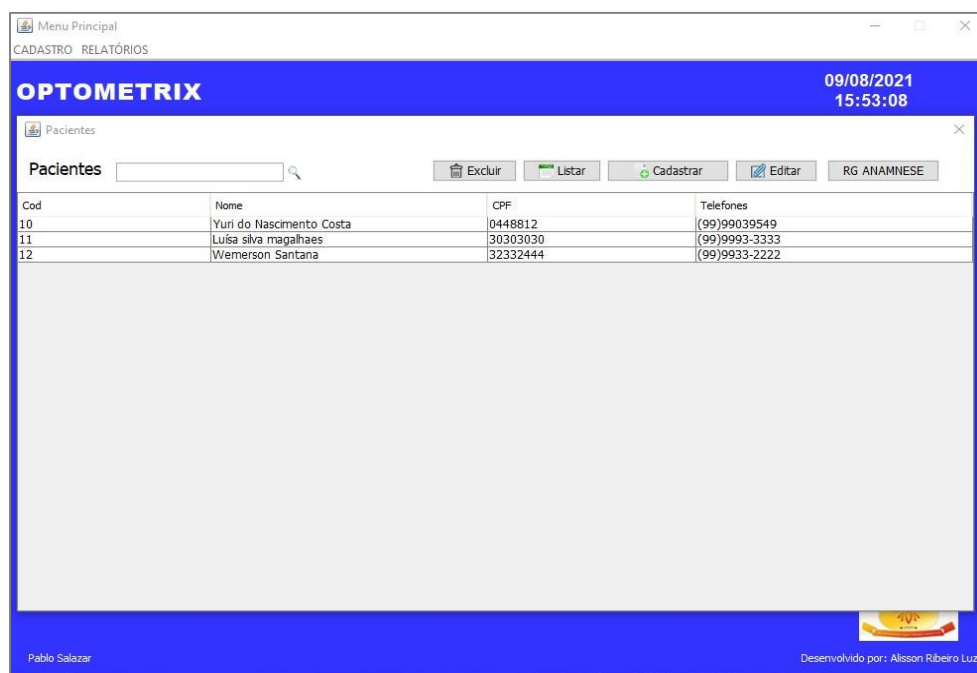 Menu Principal
CADASTRO RELATÓRIOS
OPTOMETRIX
09/08/2021
15:53:08
Pacientes
Pacientes Excluir Listar Cadastrar Editar RG ANAMNESE
Cod Nome CPF Telefones
10 Yuri do Nascimento Costa 0448812 (99)99039549
11 Luísa silva magalhaes 30303030 (99)9993-3333
12 Wemerson Santana 32332444 (99)9933-2222
Pablo Salazar Desenvolvido por: Alisson Ribeiro Luz